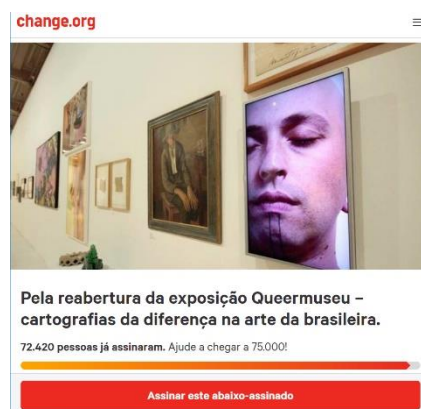 change.org
Pela reabertura da exposição Queermuseu –
cartografias da diferença na arte da brasileira.
72.420 pessoas já assinaram. Ajude a chegar a 75.000!
Assinar este abaixo-assinado